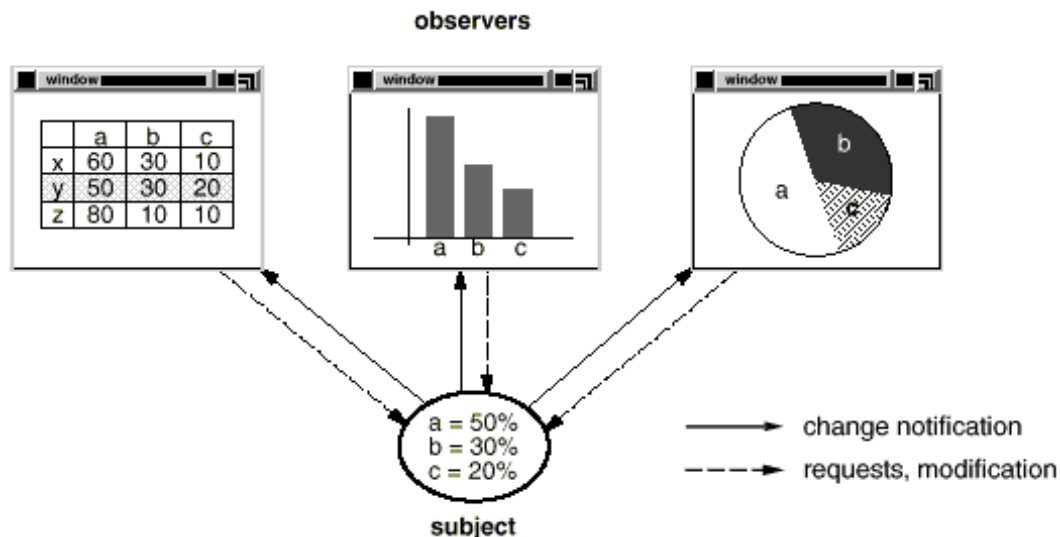 observers
window
window
window
a b c
x 60 30 10
y 50 30 20
z 80 10 10
a b c
a
b
c
a = 50%
b = 30%
c = 20%
subject
change notification
requests, modification